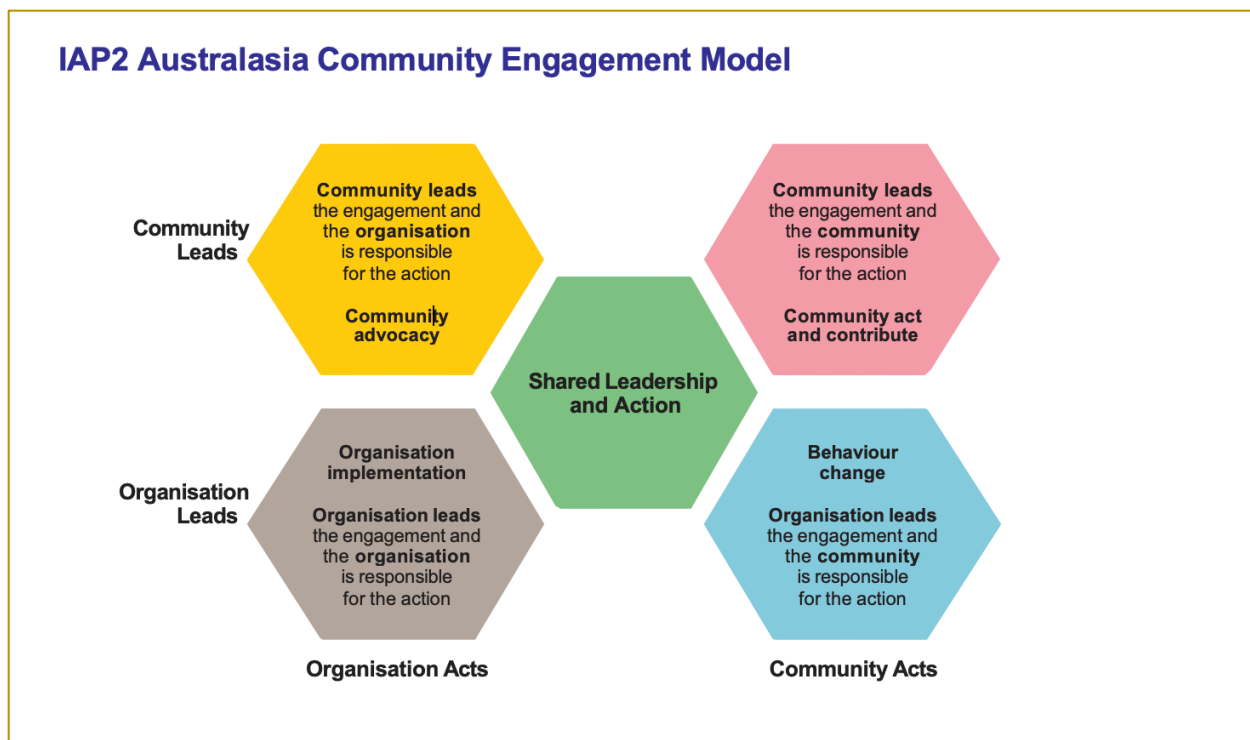 IAP2 Australasia Community Engagement Model
Community
Leads
Community leads
the engagement and
the organisation
is responsible
for the action
Community
advocacy
Community leads
the engagement and
the community
is responsible
for the action
Community act
and contribute
Shared Leadership
and Action
Organisation
Leads
Organisation
implementation
Organisation leads
the engagement and
the organisation
is responsible
for the action
Behaviour
change
Organisation leads
the engagement and
the community
is responsible
for the action
Organisation Acts
Community Acts